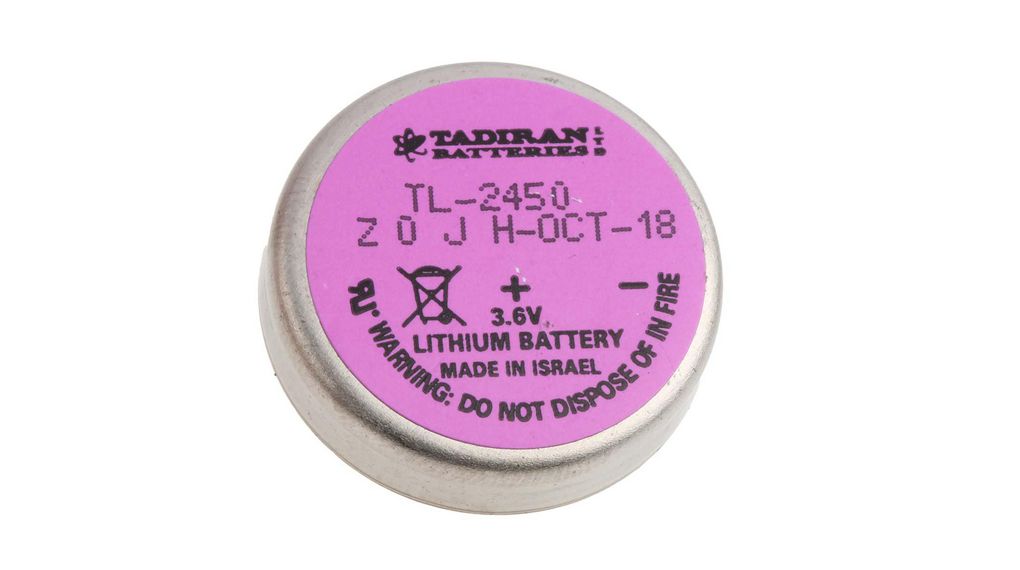 TADIRAN LTD
BATTERIES
TL-2450
Z 0 J H-OCT-18
+ -
3.6V
LITHIUM BATTERY
MADE IN ISRAEL
WARNING: DO NOT DISPOSE OF IN FIRE